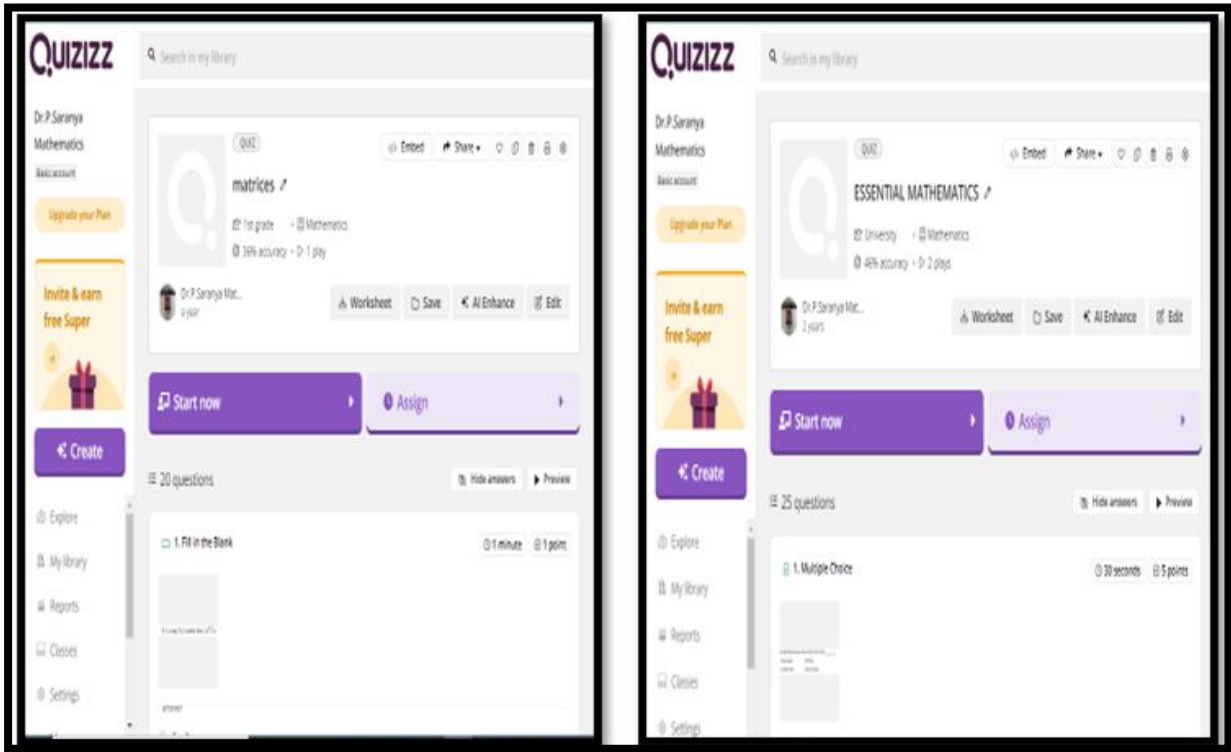 QUIZIZZ
Search in my library
Dr.P.Saranya
Mathematics
Basic account
Upgrade your Plan
Invite & earn
free Super
Create
Explore
My library
Reports
Classes
Settings
QUIZ
Embed Share
matrices
1st grade • Mathematics
36% accuracy • 1 play
Dr.P.Saranya Mat...
a year
Worksheet Save AI Enhance Edit
Start now Assign
20 questions Hide answers Preview
1. Fill in the Blank 1 minute 1 point
answer
QUIZIZZ
Search in my library
Dr.P.Saranya
Mathematics
Basic account
Upgrade your Plan
Invite & earn
free Super
Create
Explore
My library
Reports
Classes
Settings
QUIZ
Embed Share
ESSENTIAL MATHEMATICS
University • Mathematics
46% accuracy • 2 plays
Dr.P.Saranya Mat...
2 years
Worksheet Save AI Enhance Edit
Start now Assign
25 questions Hide answers Preview
1. Multiple Choice 30 seconds 5 points